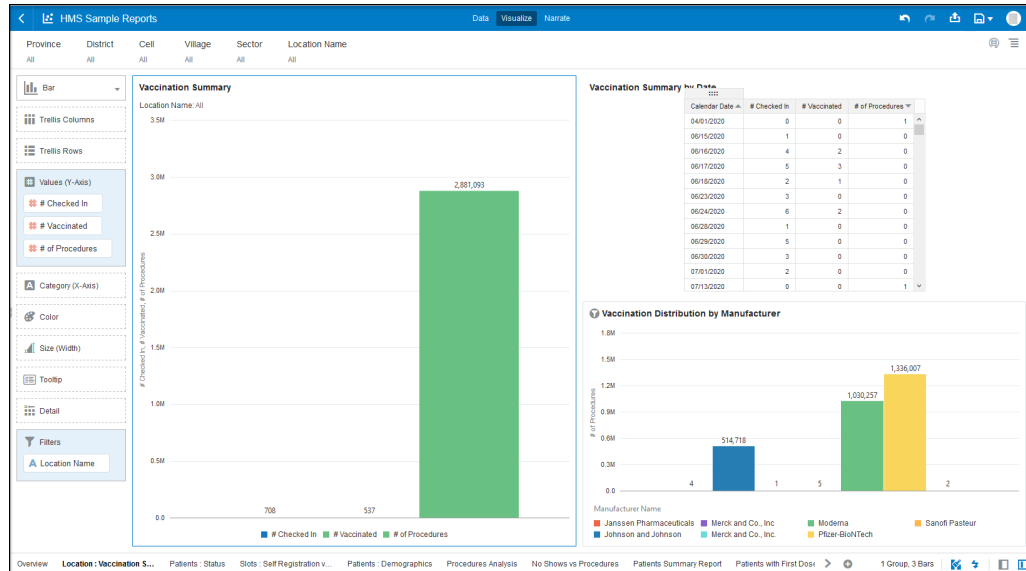 HMS Sample Reports
Data Visualize Narrate
Province District Cell Village Sector Location Name
All All All All All All
Bar
Trellis Columns
Trellis Rows
Values (Y-Axis)
# Checked In
# Vaccinated
# of Procedures
Category (X-Axis)
Color
Size (Width)
Tooltip
Detail
Filters
A Location Name
Vaccination Summary
Location Name: All
3.5M
3.0M
2.5M
2.0M
1.5M
1.0M
0.5M
0.0
# Checked In, # Vaccinated, # of Procedures
2,881,093
708
537
# Checked In # Vaccinated # of Procedures
Vaccination Summary by Date
Calendar Date # Checked In # Vaccinated # of Procedures
04/01/2020 0 0 1
06/15/2020 1 0 0
06/16/2020 4 2 0
06/17/2020 5 3 0
06/18/2020 2 1 0
06/23/2020 3 0 0
06/24/2020 6 2 0
06/28/2020 1 0 0
06/29/2020 5 0 0
06/30/2020 3 0 0
07/01/2020 2 0 0
07/13/2020 0 0 1
Vaccination Distribution by Manufacturer
1.8M
1.5M
1.2M
0.9M
0.6M
0.3M
0.0
# of Procedures
4
514,718
1
5
1,030,257
1,336,007
2
Manufacturer Name
Janssen Pharmaceuticals Merck and Co., Inc Moderna Sanofi Pasteur
Johnson and Johnson Merck and Co., Inc. Pfizer-BioNTech
Overview Location : Vaccination S... Patients : Status Slots : Self Registration v... Patients : Demographics Procedures Analysis No Shows vs Procedures Patients Summary Report Patients with First Dose 1 Group, 3 Bars